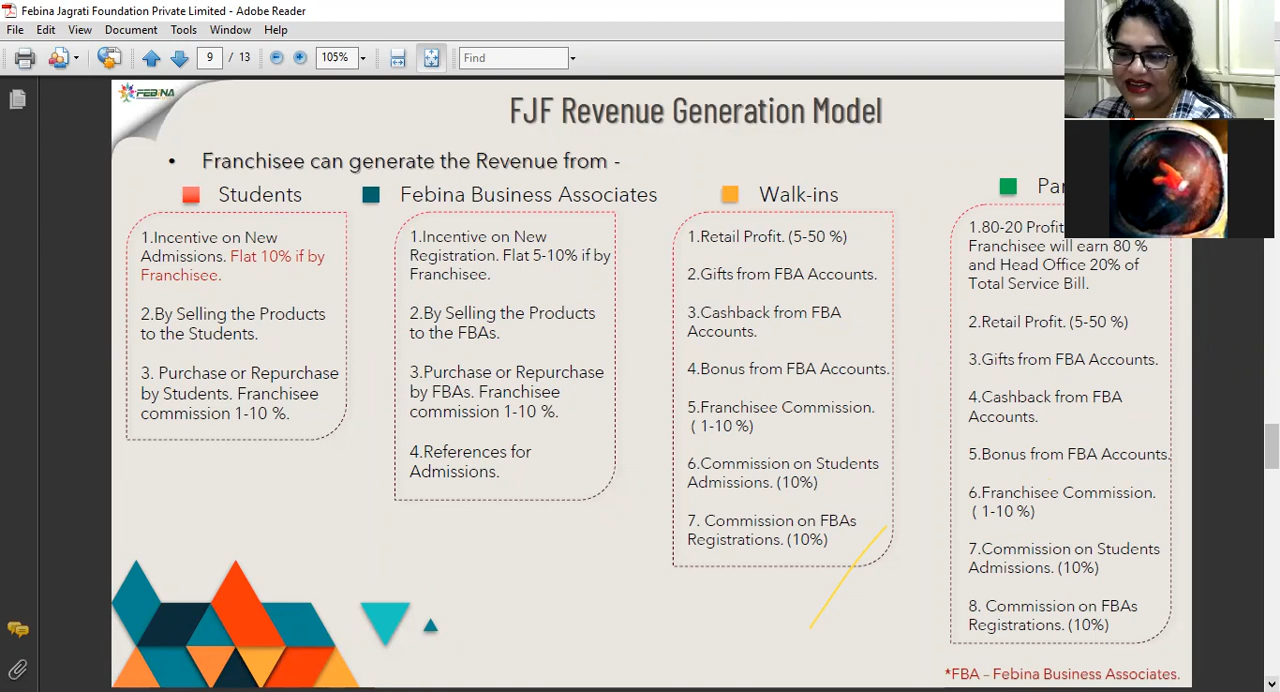 Febina Jagrati Foundation Private Limited - Adobe Reader
File Edit View Document Tools Window Help
9 / 13 105% Find
FEBINA
FJF Revenue Generation Model
• Franchisee can generate the Revenue from -
Students
1.Incentive on New
Admissions. Flat 10% if by
Franchisee.
2.By Selling the Products
to the Students.
3. Purchase or Repurchase
by Students. Franchisee
commission 1-10 %.
Febina Business Associates
1.Incentive on New
Registration. Flat 5-10% if by
Franchisee.
2.By Selling the Products
to the FBAs.
3.Purchase or Repurchase
by FBAs. Franchisee
commission 1-10 %.
4.References for
Admissions.
Walk-ins
1.Retail Profit. (5-50 %)
2.Gifts from FBA Accounts.
3.Cashback from FBA
Accounts.
4.Bonus from FBA Accounts.
5.Franchisee Commission.
( 1-10 %)
6.Commission on Students
Admissions. (10%)
7. Commission on FBAs
Registrations. (10%)
1.80-20 Profit
Franchisee will earn 80 %
and Head Office 20% of
Total Service Bill.
2.Retail Profit. (5-50 %)
3.Gifts from FBA Accounts.
4.Cashback from FBA
Accounts.
5.Bonus from FBA Accounts.
6.Franchisee Commission.
( 1-10 %)
7.Commission on Students
Admissions. (10%)
8. Commission on FBAs
Registrations. (10%)
*FBA – Febina Business Associates.